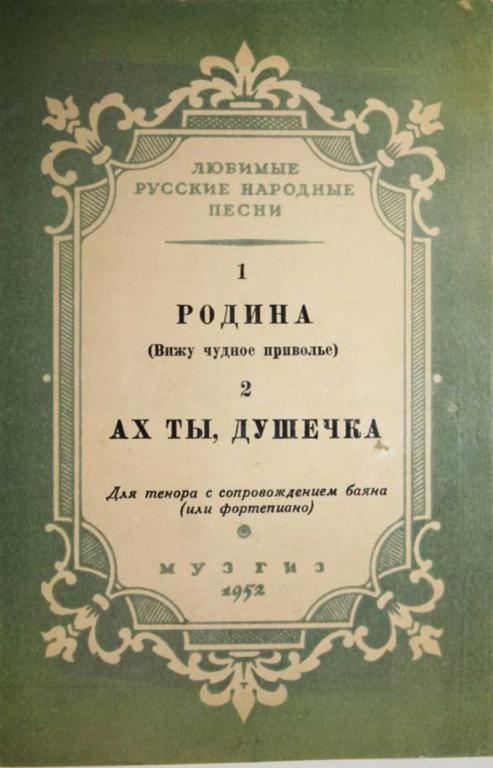 ЛЮБИМЫЕ
РУССКИЕ НАРОДНЫЕ
ПЕСНИ
1
РОДИНА
(Вижу чудное приволье)
2
АХ ТЫ, ДУШЕЧКА
Для тенора с сопровождением баяна
(или фортепиано)
МУЗГИЗ
1952